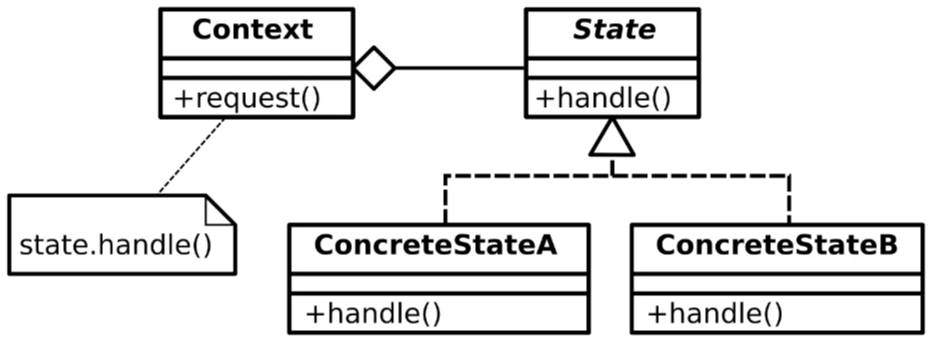 Context
+request()
State
+handle()
state.handle()
ConcreteStateA
+handle()
ConcreteStateB
+handle()